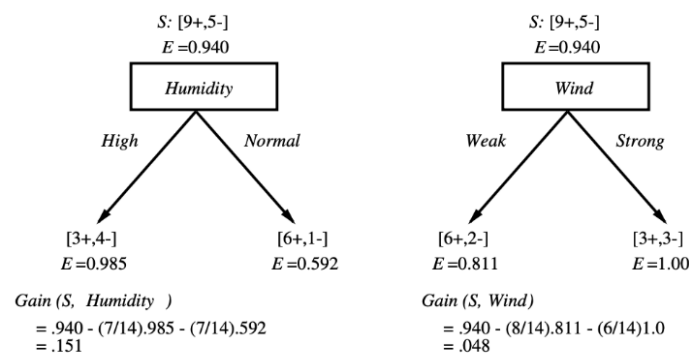 S: [9+,5-]
E =0.940
Humidity
High
Normal
[3+,4-]
E=0.985
[6+,1-]
E=0.592
Gain (S, Humidity )
= .940 - (7/14).985 - (7/14).592
= .151
S: [9+,5-]
E =0.940
Wind
Weak
Strong
[6+,2-]
E=0.811
[3+,3-]
E=1.00
Gain (S, Wind)
= .940 - (8/14).811 - (6/14)1.0
= .048